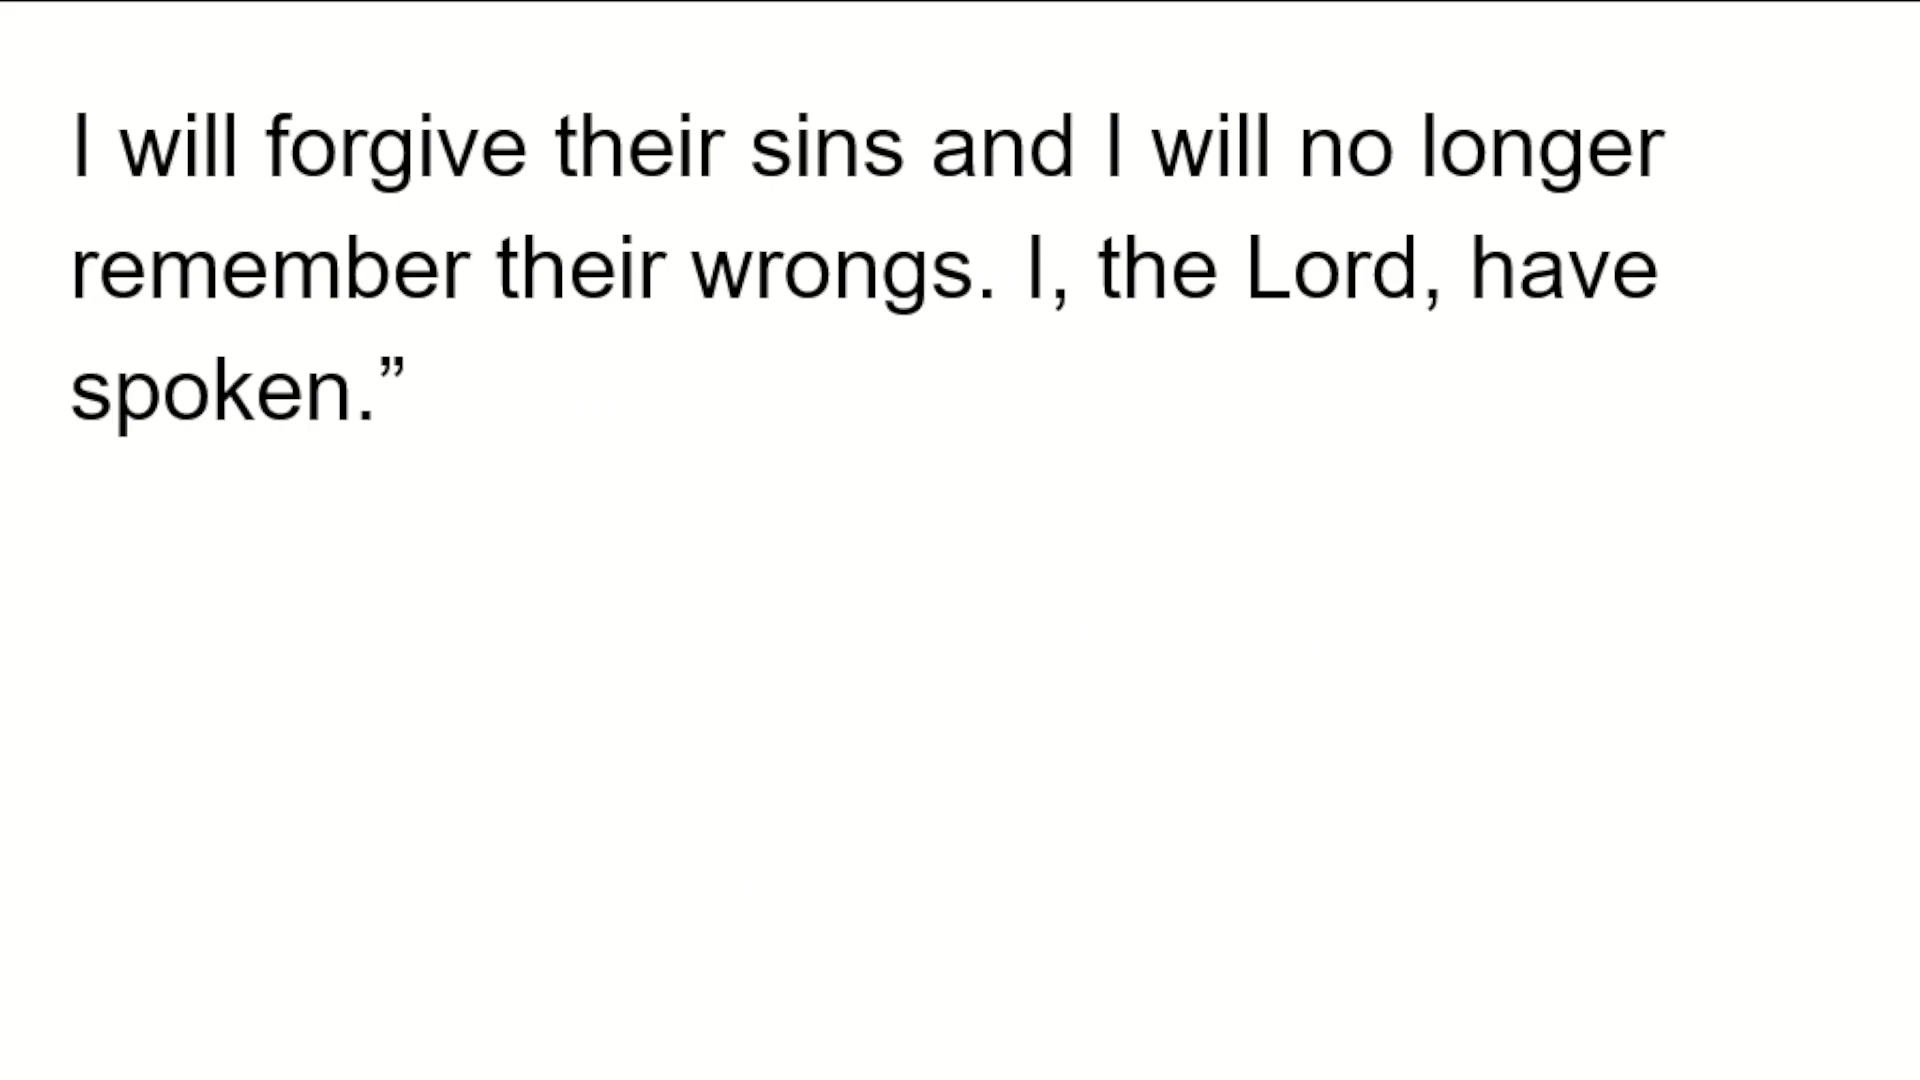 I will forgive their sins and I will no longer
remember their wrongs. I, the Lord, have
spoken.”